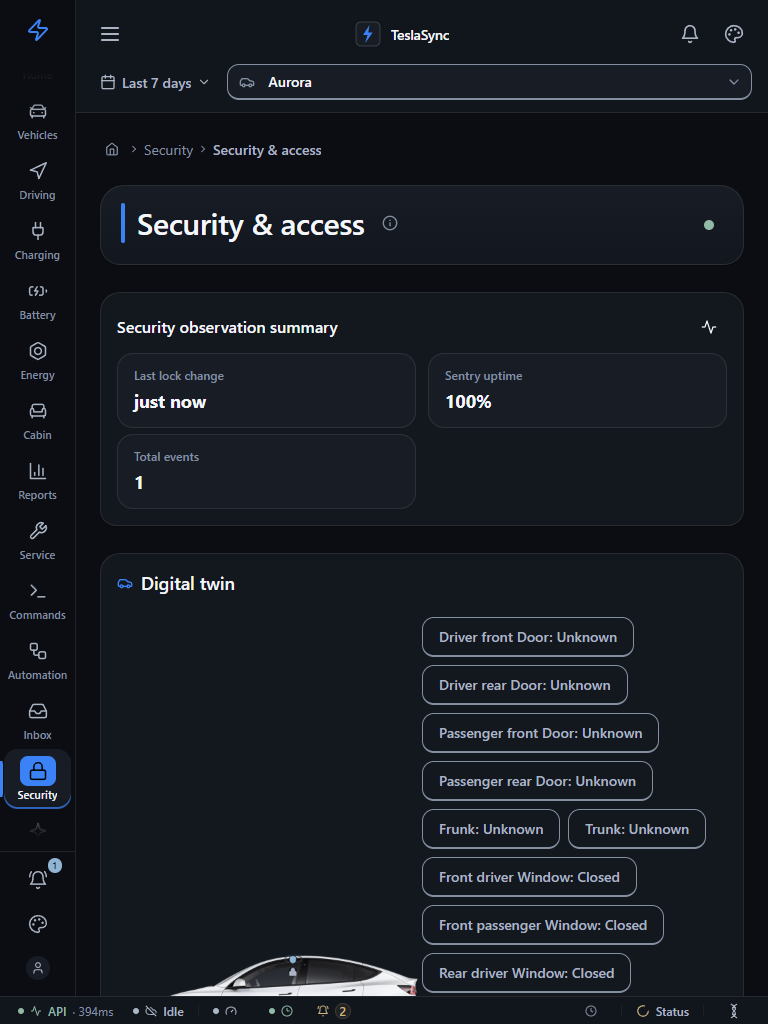 TeslaSync
Last 7 days
Aurora
Home
Vehicles
Driving
Charging
Battery
Energy
Cabin
Reports
Service
Commands
Automation
Inbox
Security
1
Security
Security & access
Security & access
Security observation summary
Last lock change
just now
Sentry uptime
100%
Total events
1
Digital twin
Driver front Door: Unknown
Driver rear Door: Unknown
Passenger front Door: Unknown
Passenger rear Door: Unknown
Frunk: Unknown
Trunk: Unknown
Front driver Window: Closed
Front passenger Window: Closed
Rear driver Window: Closed
API · 394ms
Idle
2
Status